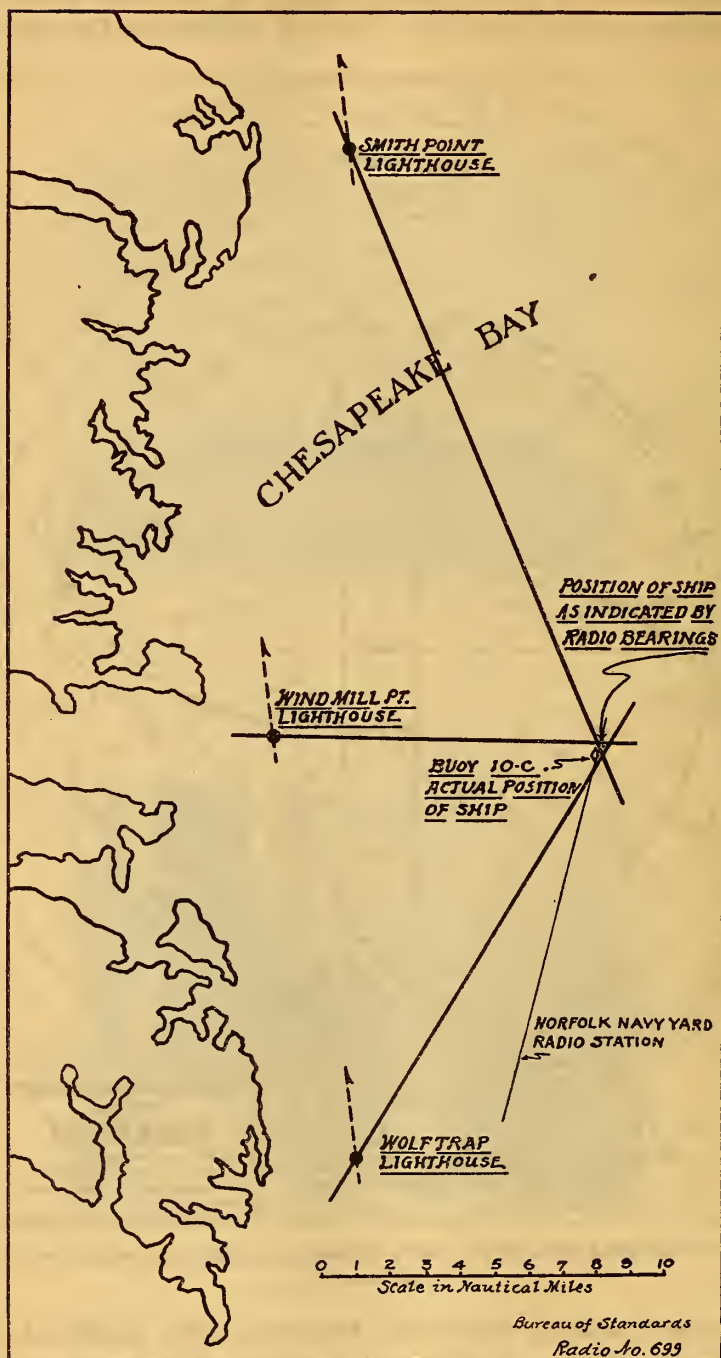 SMITH POINT
LIGHTHOUSE
CHESAPEAKE BAY
POSITION OF SHIP
AS INDICATED BY
RADIO BEARINGS
WIND MILL PT.
LIGHTHOUSE
BUOY 10-C.
ACTUAL POSITION
OF SHIP
NORFOLK NAVY YARD
RADIO STATION
WOLF TRAP
LIGHTHOUSE
0 1 2 3 4 5 6 7 8 9 10
Scale in Nautical Miles
Bureau of Standards
Radio No. 699